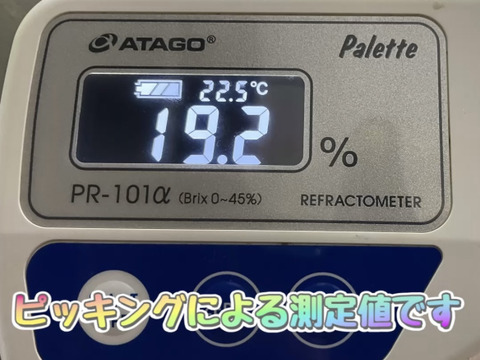 ATAGO® Palette
22.5°C
19.2 %
PR-101α (Brix 0~45%) REFRACTOMETER
ピッキングによる測定値です